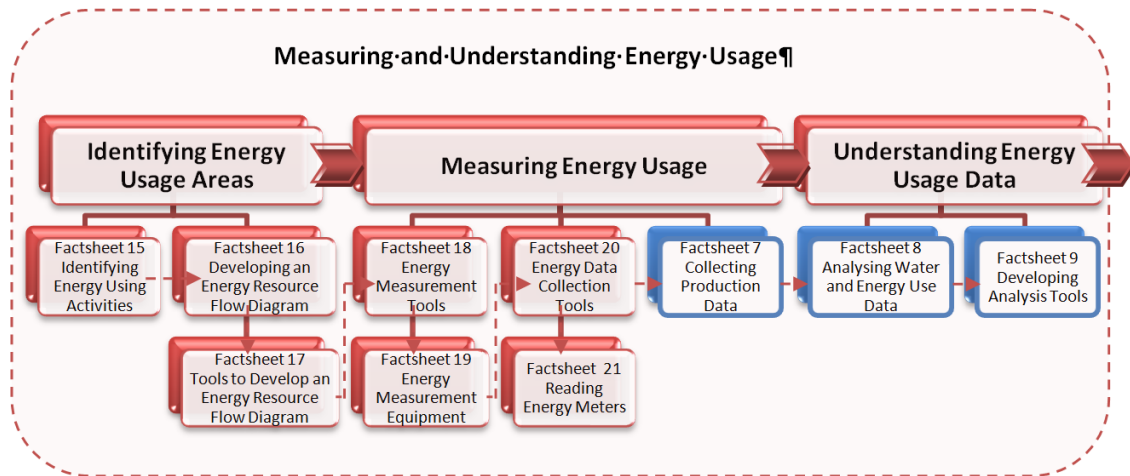 Measuring·and·Understanding·Energy·Usage¶
Identifying Energy
Usage Areas
Measuring Energy Usage
Understanding Energy
Usage Data
Factsheet 15
Identifying
Energy Using
Activities
Factsheet 16
Developing an
Energy Resource
Flow Diagram
Factsheet 18
Energy
Measurement
Tools
Factsheet 20
Energy Data
Collection
Tools
Factsheet 7
Collecting
Production
Data
Factsheet 8
Analysing Water
and Energy Use
Data
Factsheet 9
Developing
Analysis Tools
Factsheet 17
Tools to Develop an
Energy Resource
Flow Diagram
Factsheet 19
Energy
Measurement
Equipment
Factsheet 21
Reading
Energy Meters